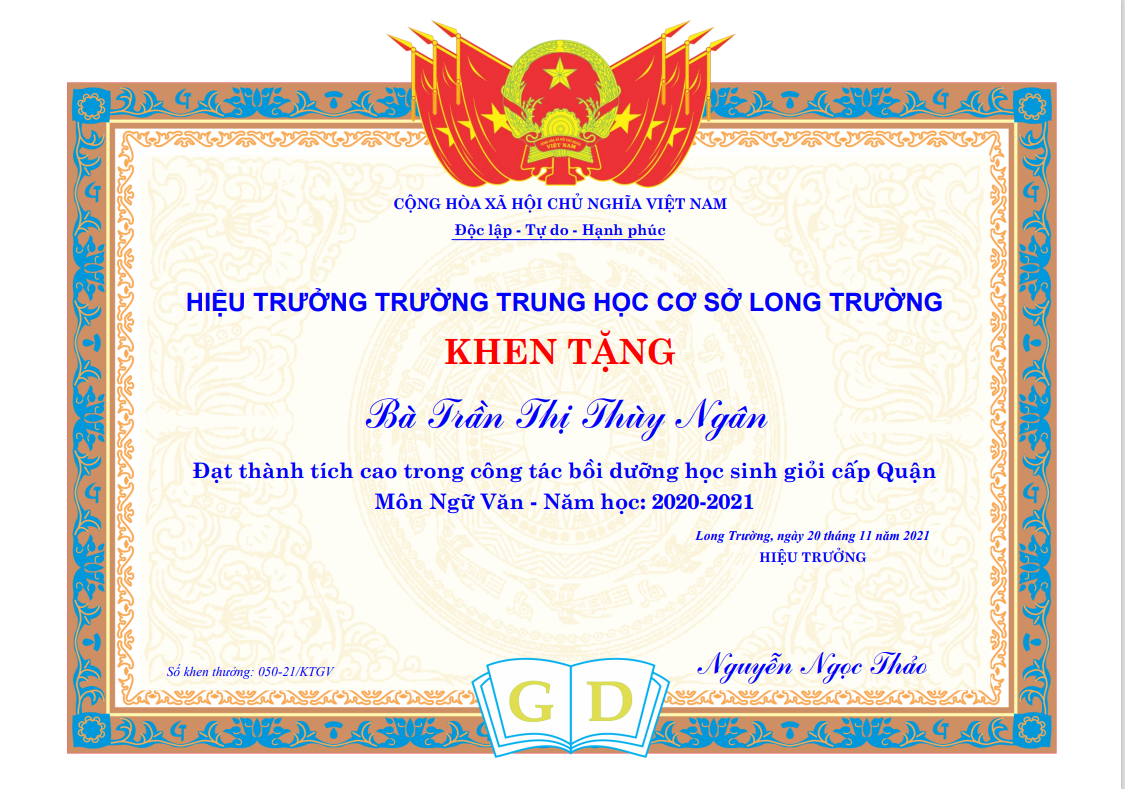 VIỆT NAM
CỘNG HÒA XÃ HỘI CHỦ NGHĨA VIỆT NAM
Độc lập - Tự do - Hạnh phúc
HIỆU TRƯỞNG TRƯỜNG TRUNG HỌC CƠ SỞ LONG TRƯỜNG
KHEN TẶNG
Bà Trần Thị Thùy Ngân
Đạt thành tích cao trong công tác bồi dưỡng học sinh giỏi cấp Quận
Môn Ngữ Văn - Năm học: 2020-2021
Long Trường, ngày 20 tháng 11 năm 2021
HIỆU TRƯỞNG
Số khen thưởng: 050-21/KTGV
Nguyễn Ngọc Thảo
G D